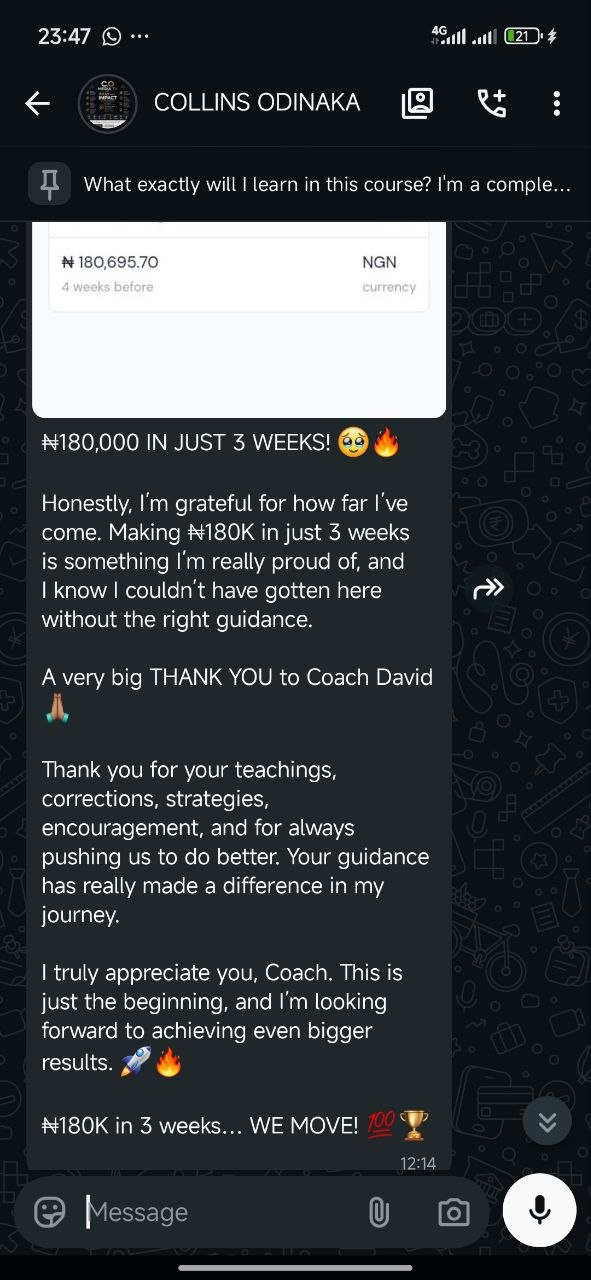 23:47
4G
21
COLLINS ODINAKA
What exactly will I learn in this course? I'm a comple...
₦ 180,695.70
NGN
4 weeks before
currency
₦180,000 IN JUST 3 WEEKS! 🥹🔥
Honestly, I've grateful for how far I've
come. Making ₦180K in just 3 weeks
is something I'm really proud of, and
I know I couldn't have gotten here
without the right guidance.
A very big THANK YOU to Coach David
🙏🏽
Thank you for your teachings,
corrections, strategies,
encouragement, and for always
pushing us to do better. Your guidance
has really made a difference in my
journey.
I truly appreciate you, Coach. This is
just the beginning, and I'm looking
forward to achieving even bigger
results. 🚀🔥
₦180K in 3 weeks... WE MOVE! 💯🏆
12:14
Message